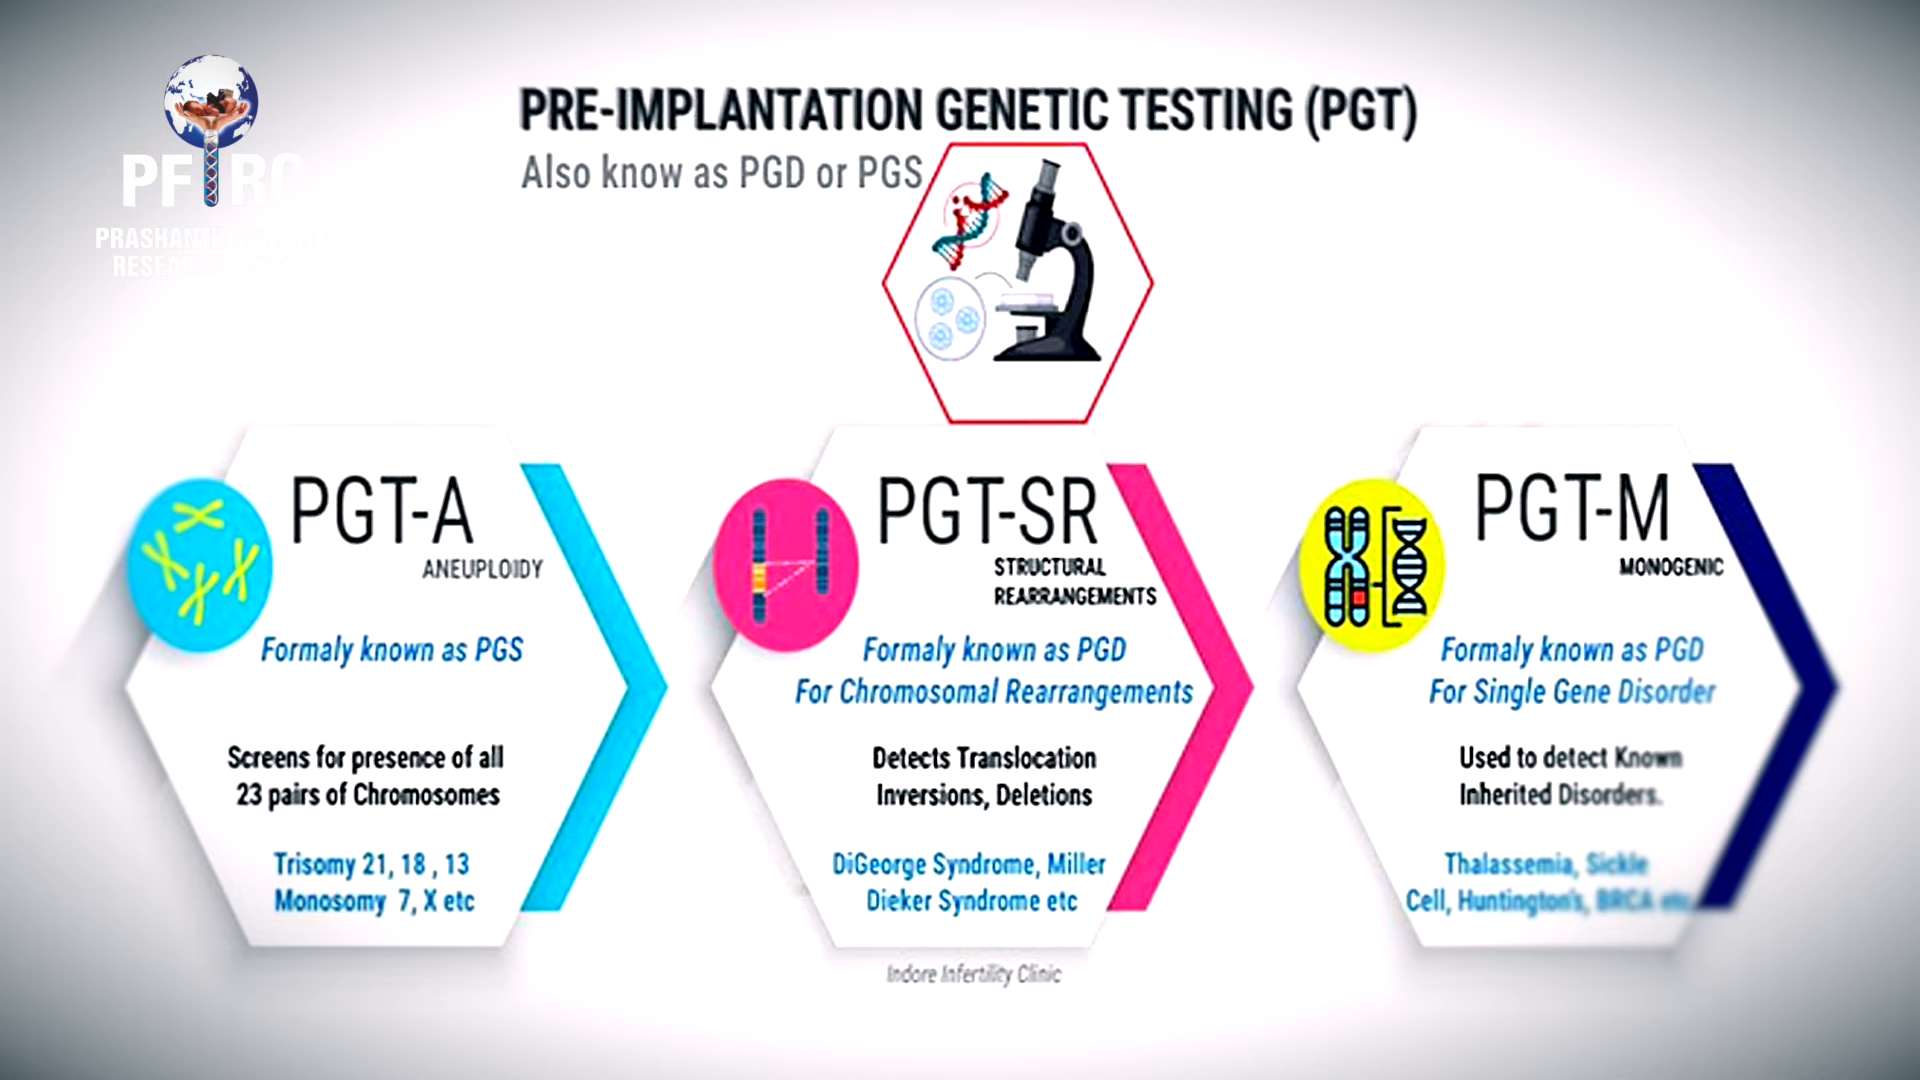 PF RC
PRASHANTH
PRE-IMPLANTATION GENETIC TESTING (PGT)
Also know as PGD or PGS
PGT-A
ANEUPLOIDY
Formaly known as PGS
Screens for presence of all
23 pairs of Chromosomes
Trisomy 21, 18 , 13
Monosomy 7, X etc
PGT-SR
STRUCTURAL
REARRANGEMENTS
Formaly known as PGD
For Chromosomal Rearrangements
Detects Translocation
Inversions, Deletions
DiGeorge Syndrome, Miller
Dieker Syndrome etc
PGT-M
MONOGENIC
Formaly known as PGD
For Single Gene Disorder
Used to detect Known
Inherited Disorders.
Thalassemia, Sickle
Cell, Huntington's, BRCA etc
Indore Infertility Clinic